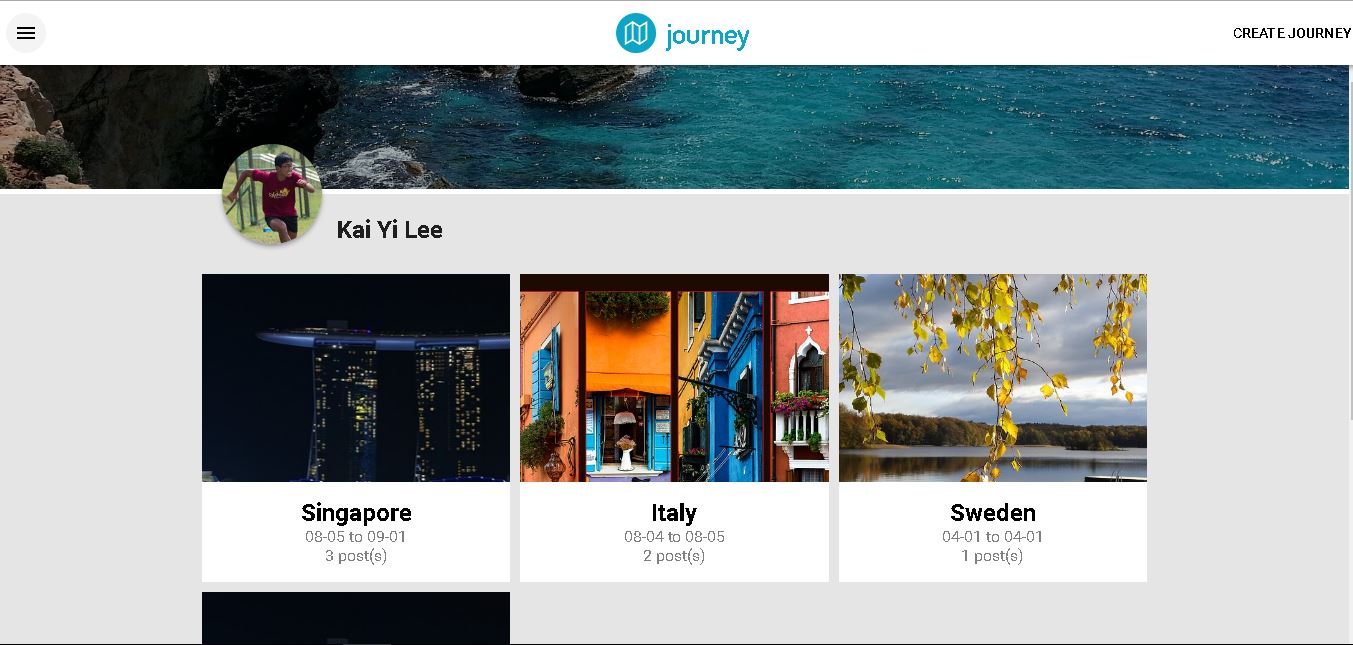 journey
CREATE JOURNEY
Kai Yi Lee
Singapore
08-05 to 09-01
3 post(s)
Italy
08-04 to 08-05
2 post(s)
Sweden
04-01 to 04-01
1 post(s)